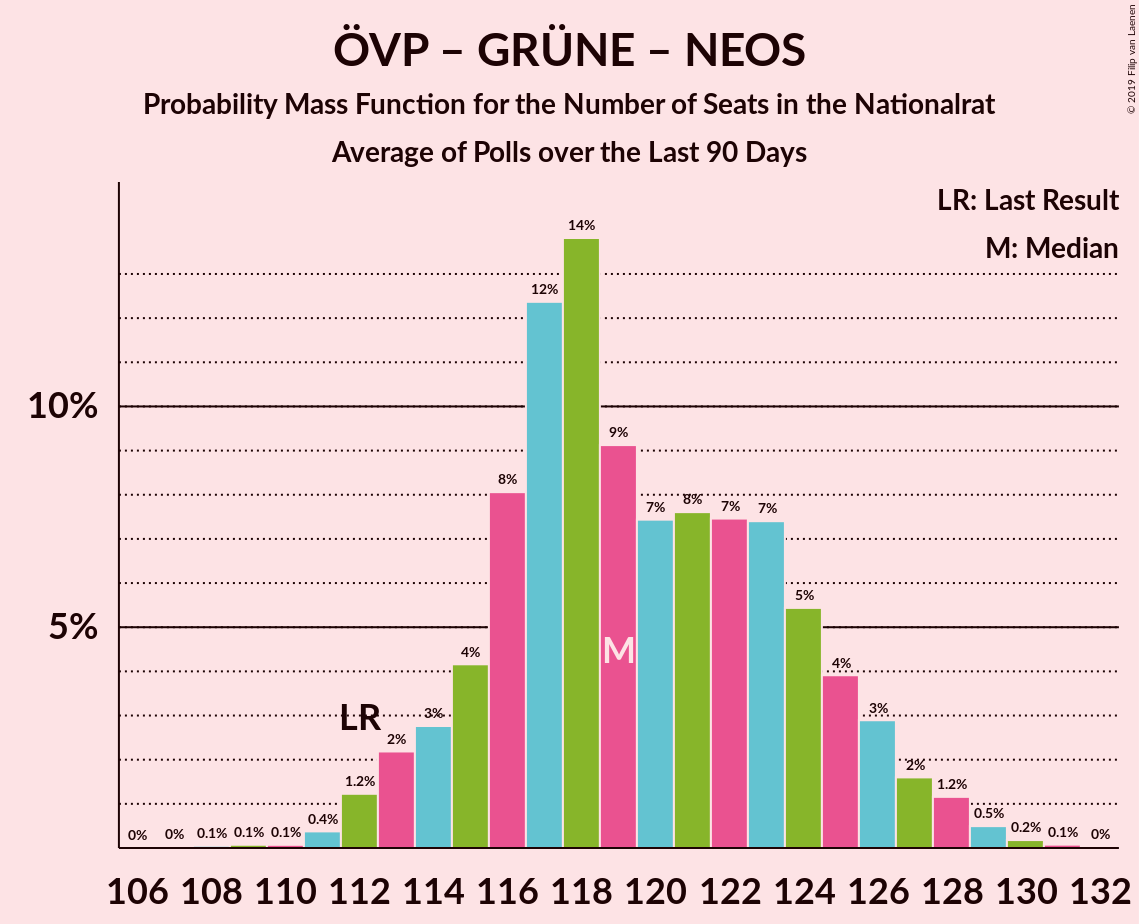 ÖVP – GRÜNE – NEOS
Probability Mass Function for the Number of Seats in the Nationalrat
Average of Polls over the Last 90 Days
© 2019 Filip van Laenen
LR: Last Result
M: Median
10%
5%
0% 0% 0.1% 0.1% 0.1% 0.4% 1.2% 2% 3% 4% 8% 12% 14% 9% 7% 8% 7% 7% 5% 4% 3% 2% 1.2% 0.5% 0.2% 0.1% 0%
LR
M
106 108 110 112 114 116 118 120 122 124 126 128 130 132